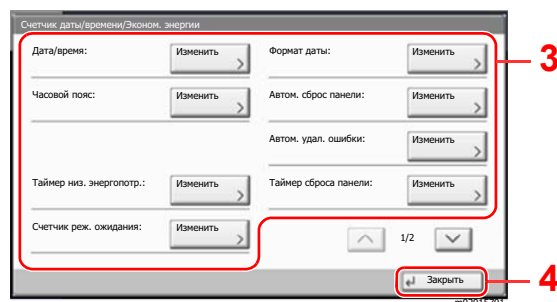 Счетчик даты/времени/Эконом. энергии
Дата/время:
Изменить
Формат даты:
Изменить
3
Часовой пояс:
Изменить
Автом. сброс панели:
Изменить
Автом. удал. ошибки:
Изменить
Таймер низ. энергопотр.:
Изменить
Таймер сброса панели:
Изменить
Счетчик реж. ожидания:
Изменить
1/2
Закрыть
4